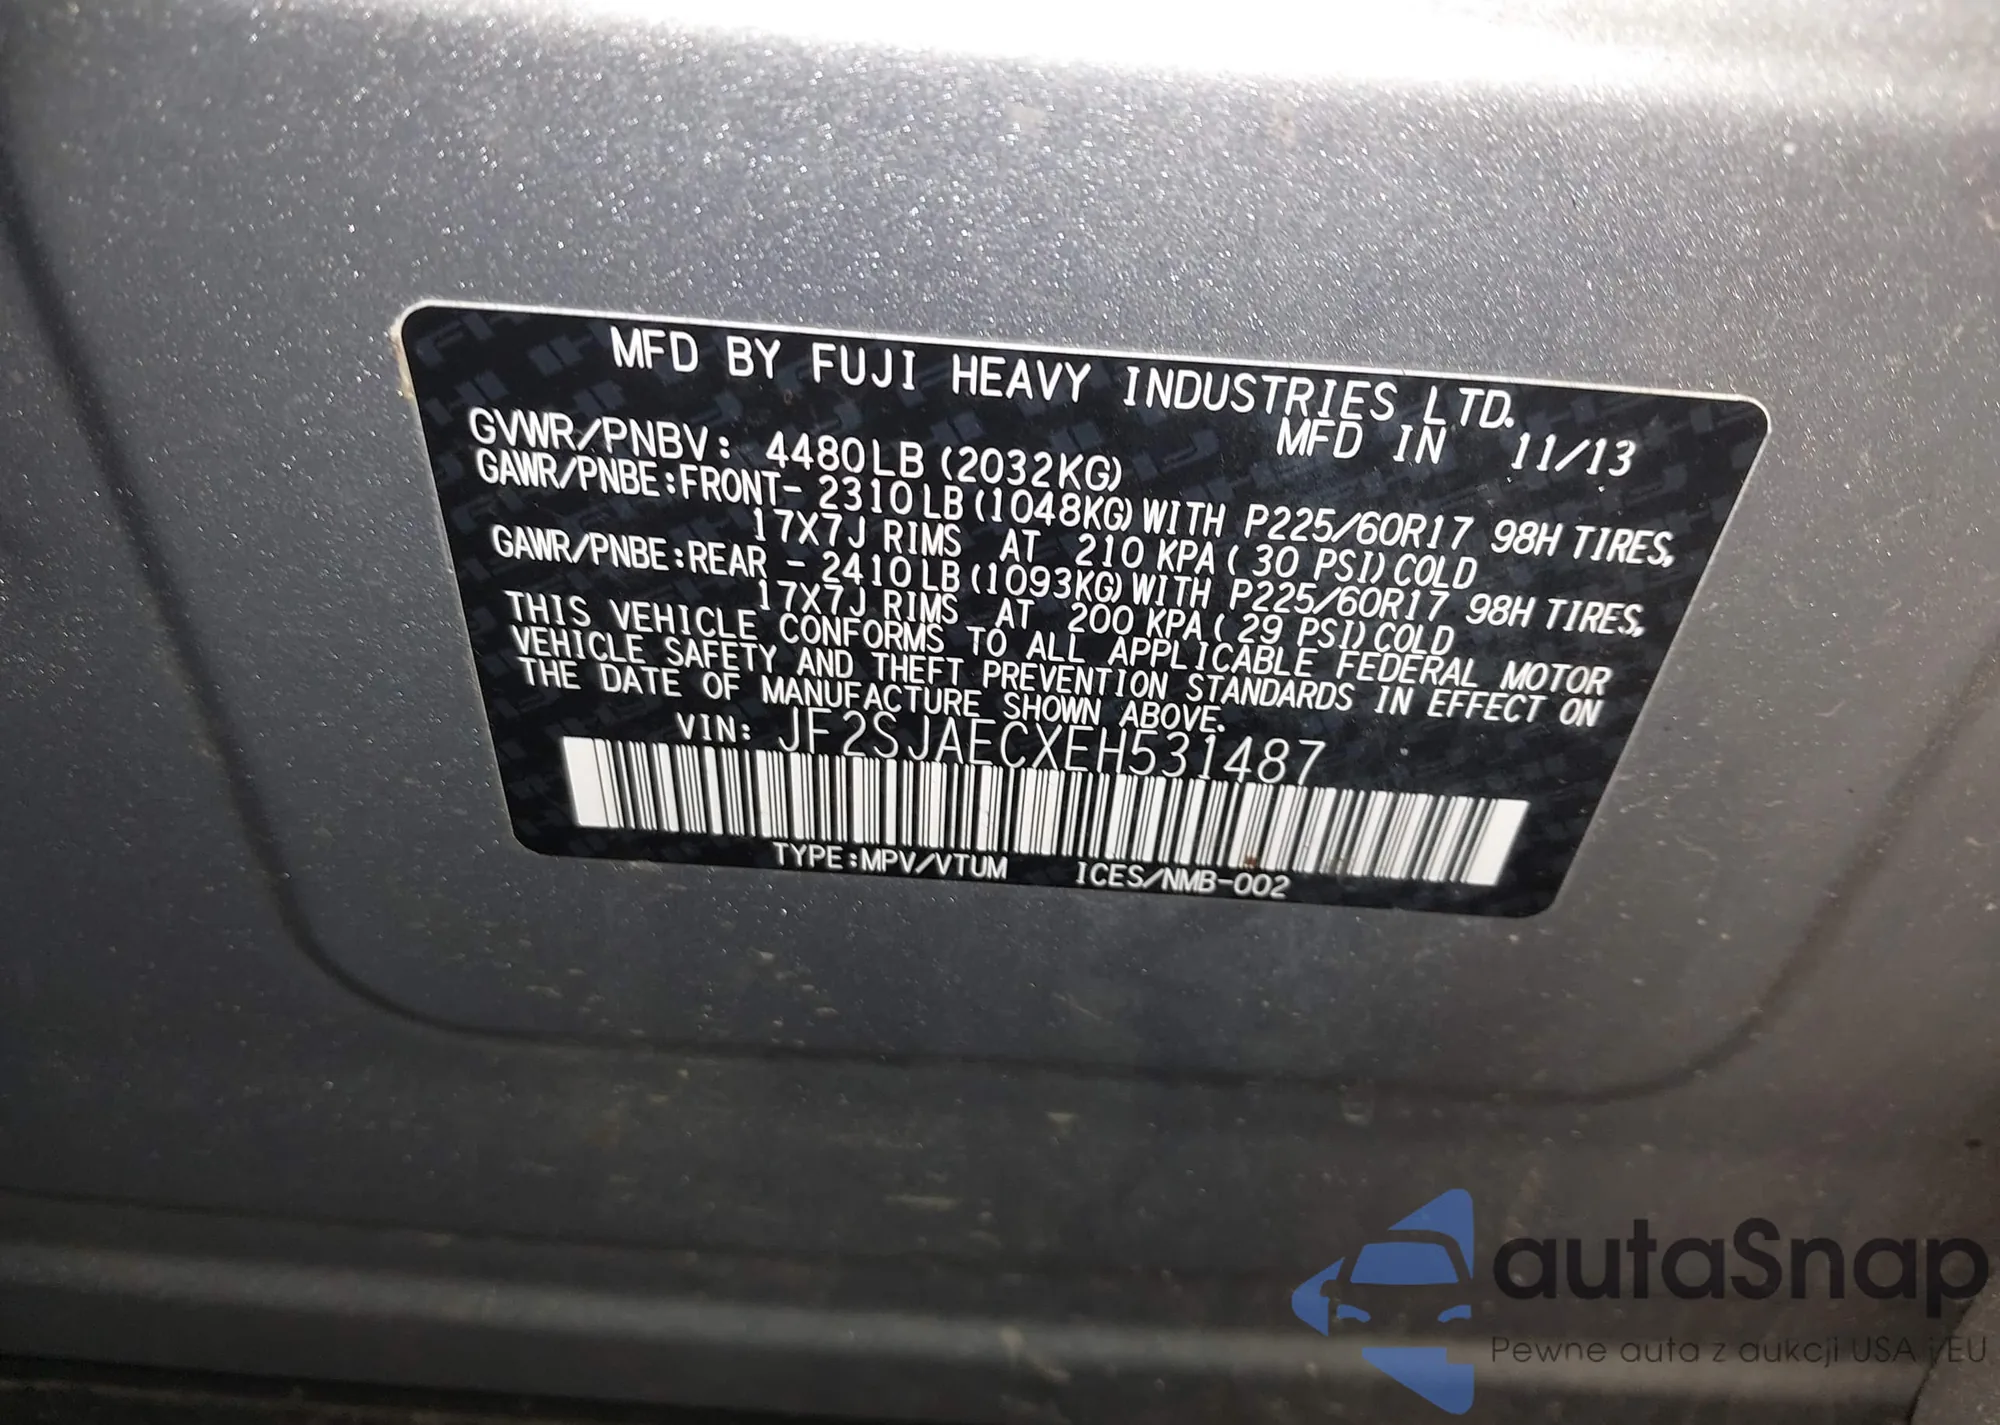 MFD BY FUJI HEAVY INDUSTRIES LTD.
MFD IN 11/13
GVWR/PNBV: 4480LB (2032KG)
GAWR/PNBE:FRONT- 2310LB (1048KG) WITH P225/60R17 98H TIRES,
17X7J RIMS AT 210 KPA ( 30 PSI) COLD
GAWR/PNBE:REAR - 2410LB (1093KG) WITH P225/60R17 98H TIRES,
17X7J RIMS AT 200 KPA ( 29 PSI) COLD
THIS VEHICLE CONFORMS TO ALL APPLICABLE FEDERAL MOTOR
VEHICLE SAFETY AND THEFT PREVENTION STANDARDS IN EFFECT ON
THE DATE OF MANUFACTURE SHOWN ABOVE.
VIN: JF2SJAECXEH531487
TYPE:MPV/VTUM ICES/NMB-002
autaSnap
Pewne auta z aukcji USA i EU